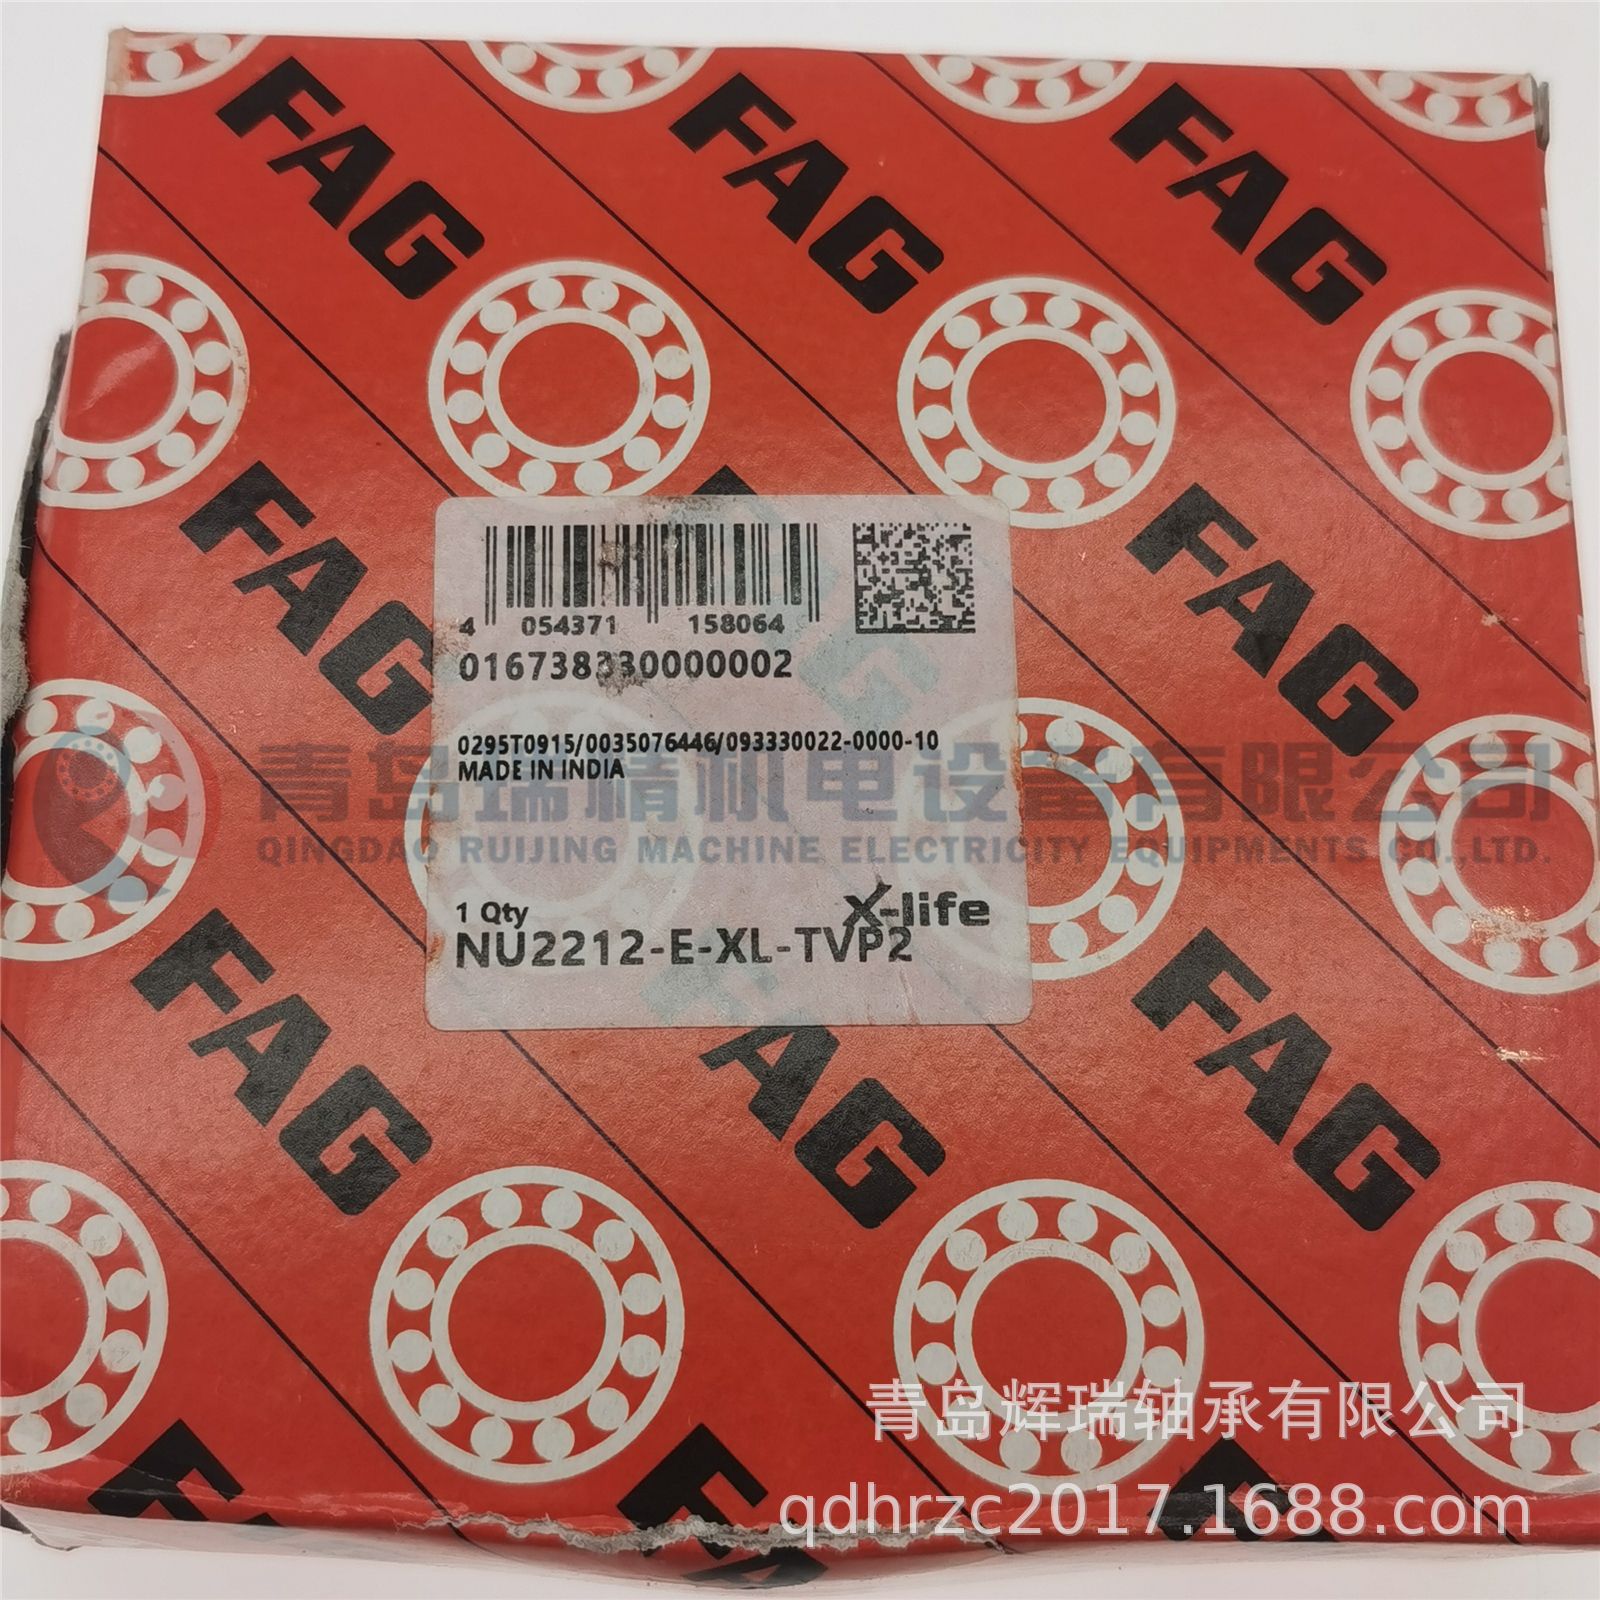 FAG FAG FAG
FAG FAG
4 054371 158064
016738330000002
0295T0915/0035076446/093330022-0000-10
MADE IN INDIA
青岛瑞精机电设备有限公司
QINGDAO RUIJING MACHINE ELECTRICITY EQUIPMENTS CO.,LTD.
1 Qty
X-life
NU2212-E-XL-TVP2
FAG FAG FAG
青岛辉瑞轴承有限公司
qdhrzc2017.1688.com